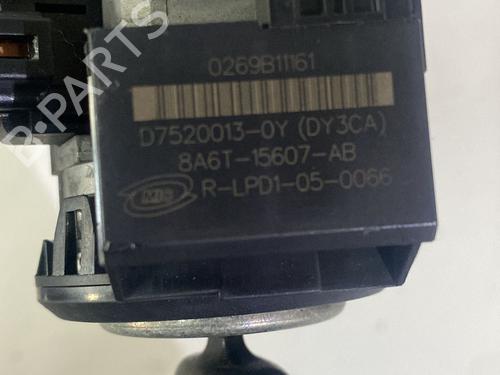 0269B11161
D7520013-0Y (DY3CA)
8A6T-15607-AB
R-LPD1-05-0066
B-PARTS